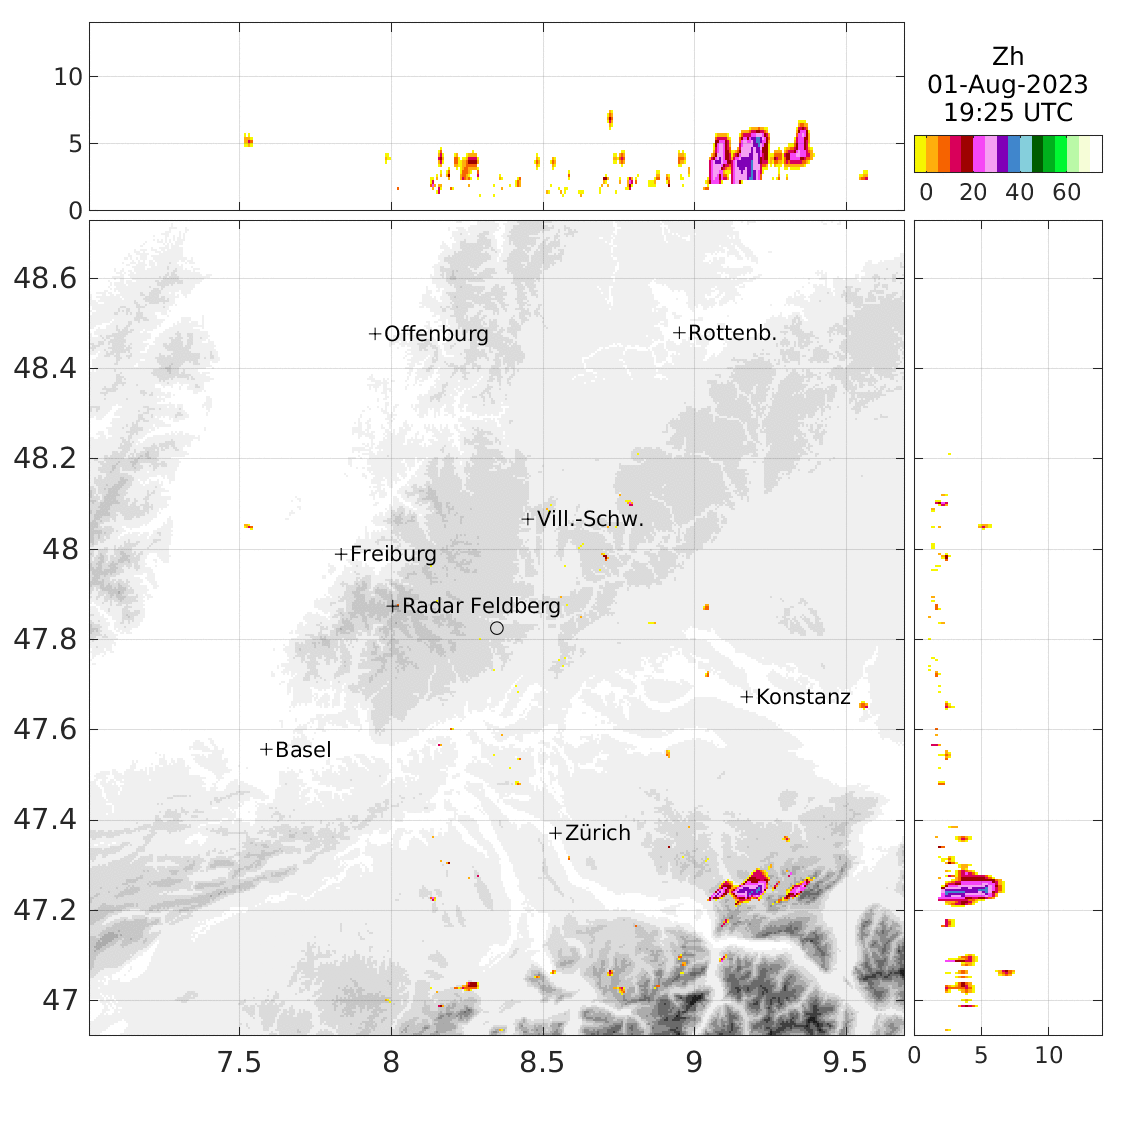 Zh
01-Aug-2023
19:25 UTC
0 20 40 60
10
5
0
48.6
48.4
48.2
48
47.8
47.6
47.4
47.2
47
+Offenburg
+Rottenb.
+Vill.-Schw.
+Freiburg
+Radar Feldberg
+Konstanz
+Basel
+Zürich
7.5 8 8.5 9 9.5
0 5 10